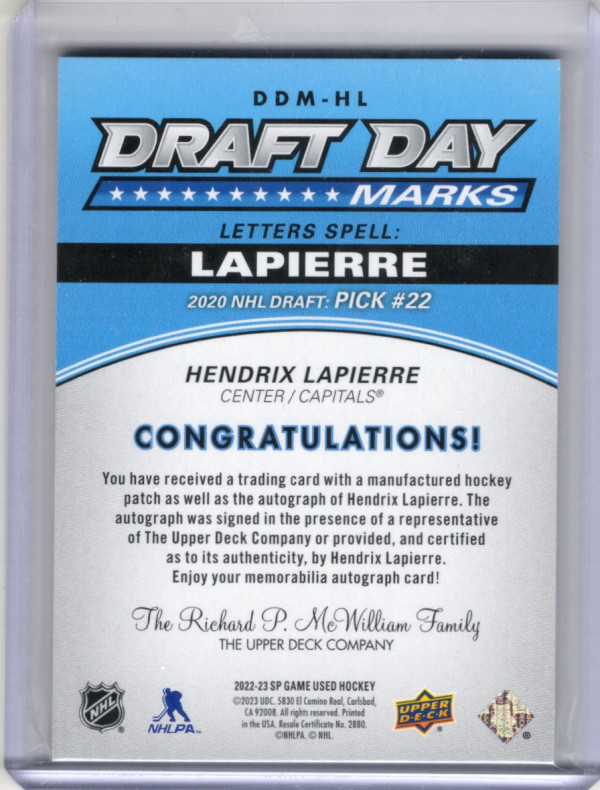 DDM-HL
DRAFT DAY
MARKS
LETTERS SPELL:
LAPIERRE
2020 NHL DRAFT: PICK #22
HENDRIX LAPIERRE
CENTER / CAPITALS®
CONGRATULATIONS!
You have received a trading card with a manufactured hockey
patch as well as the autograph of Hendrix Lapierre. The
autograph was signed in the presence of a representative
of The Upper Deck Company or provided, and certified
as to its authenticity, by Hendrix Lapierre.
Enjoy your memorabilia autograph card!
The Richard P. McWilliam Family
THE UPPER DECK COMPANY
2022-23 SP GAME USED HOCKEY
©2023 UDC. 5830 El Camino Real, Carlsbad,
CA 92008. All rights reserved. Printed
in the USA. Resale Certificate No. 2880.
©NHLPA. © NHL.
NHL
NHLPA
UPPER
DECK
®
®